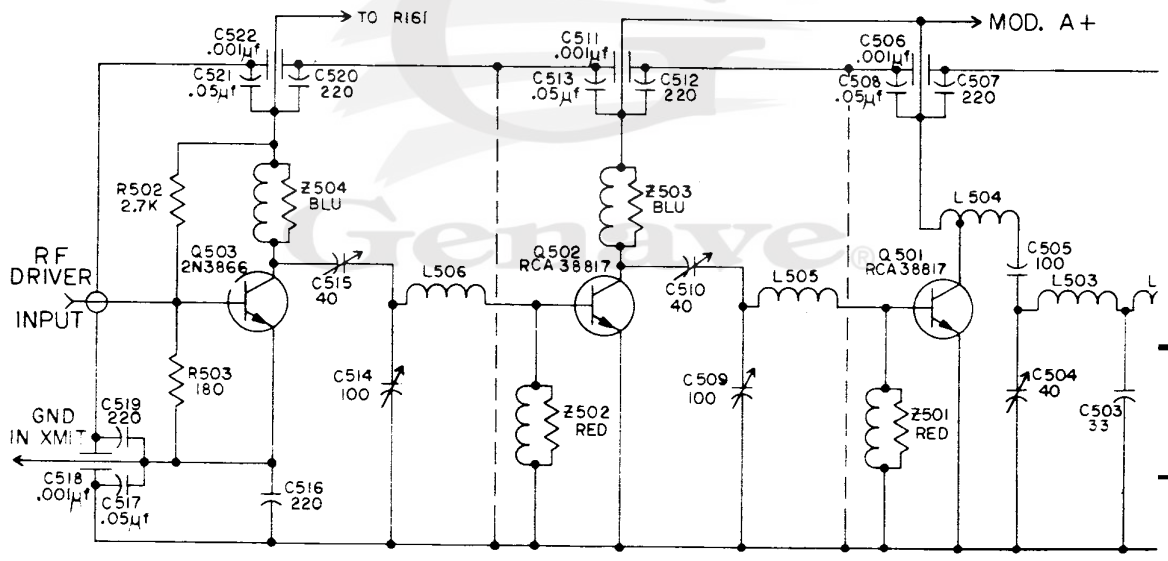 TO R161
MOD. A+
C522
.001µf
C521
.05µf
C520
220
C511
.001µf
C513
.05µf
C512
220
C506
.001µf
C508
.05µf
C507
220
R502
2.7K
Z504
BLU
Z503
BLU
L504
Q503
2N3866
Q502
RCA 38817
Q501
RCA 38817
C505
100
RF
DRIVER
INPUT
C515
40
L506
C510
40
L505
L503
L
R503
180
C514
100
C509
100
C504
40
C503
33
Z502
RED
Z501
RED
GND
IN XMIT
C519
220
C518
.001µf
C517
.05µf
C516
220
Genave®